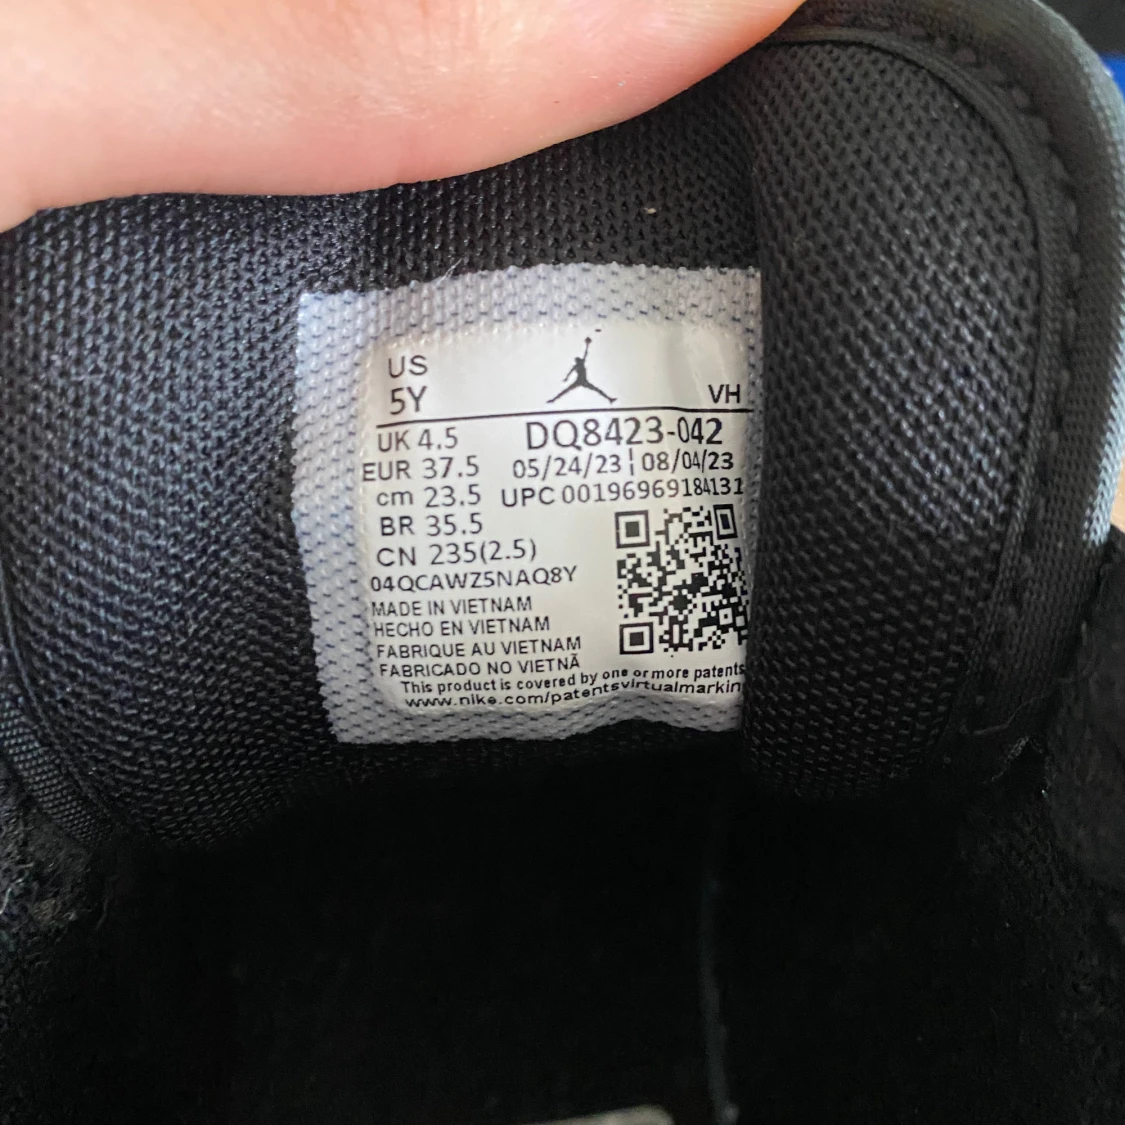 US
5Y VH
UK 4.5 DQ8423-042
EUR 37.5 05/24/23 | 08/04/23
cm 23.5 UPC 00196969184131
BR 35.5
CN 235(2.5)
04QCAWZ5NAQ8Y
MADE IN VIETNAM
HECHO EN VIETNAM
FABRIQUE AU VIETNAM
FABRICADO NO VIETNÃ
This product is covered by one or more patents
www.nike.com/patentsvirtualmarkin